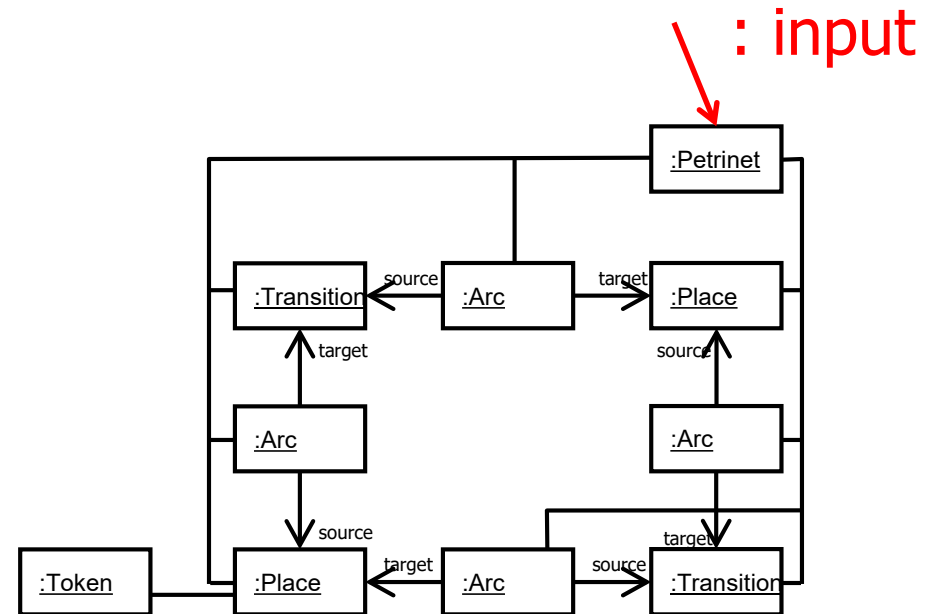 : input
:Petrinet
source
target
:Transition
:Arc
:Place
target
source
:Arc
:Arc
source
target
target
source
:Token
:Place
:Arc
:Transition